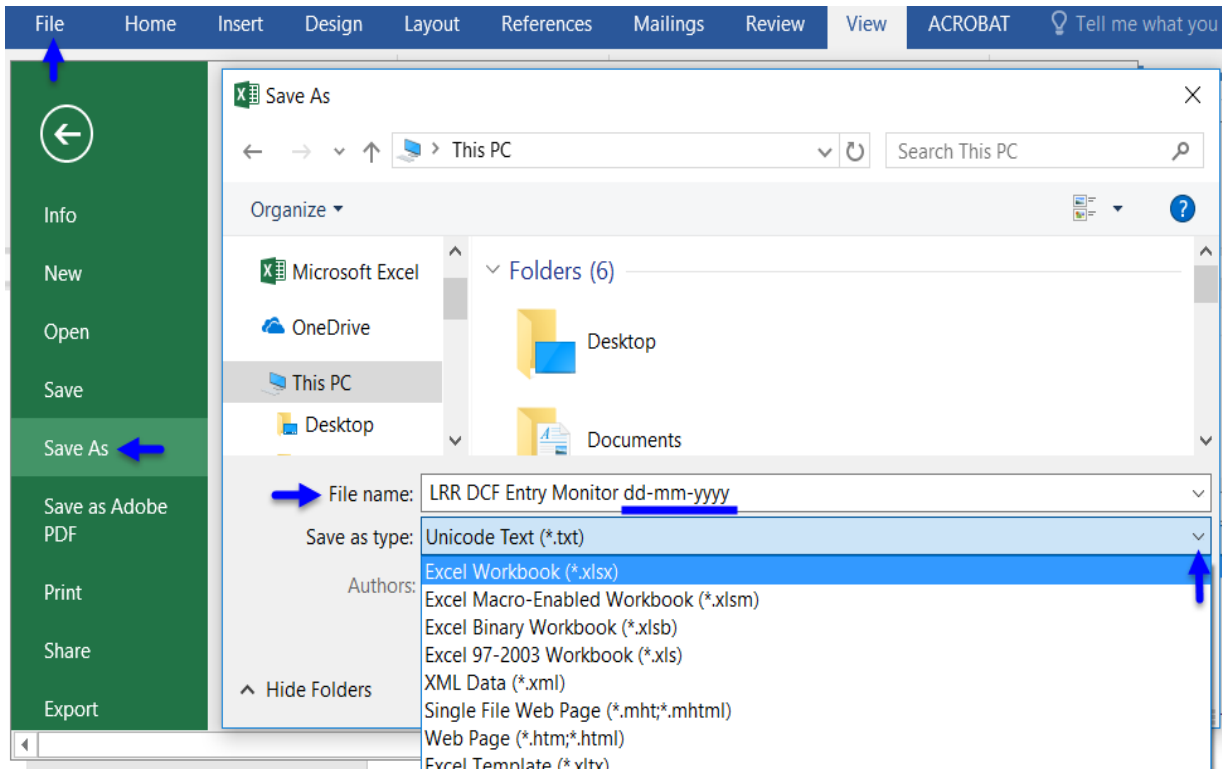 File Home Insert Design Layout References Mailings Review View ACROBAT Tell me what you
Save As
This PC
Search This PC
Organize
Info
New
Open
Save
Save As
Save as Adobe
PDF
Print
Share
Export
Microsoft Excel
OneDrive
This PC
Desktop
Folders (6)
Desktop
Documents
File name: LRR DCF Entry Monitor dd-mm-yyyy
Save as type: Unicode Text (*.txt)
Authors:
Excel Workbook (*.xlsx)
Excel Macro-Enabled Workbook (*.xlsm)
Excel Binary Workbook (*.xlsb)
Excel 97-2003 Workbook (*.xls)
XML Data (*.xml)
Single File Web Page (*.mht;*.mhtml)
Web Page (*.htm;*.html)
Excel Template (*.xltx)
Hide Folders